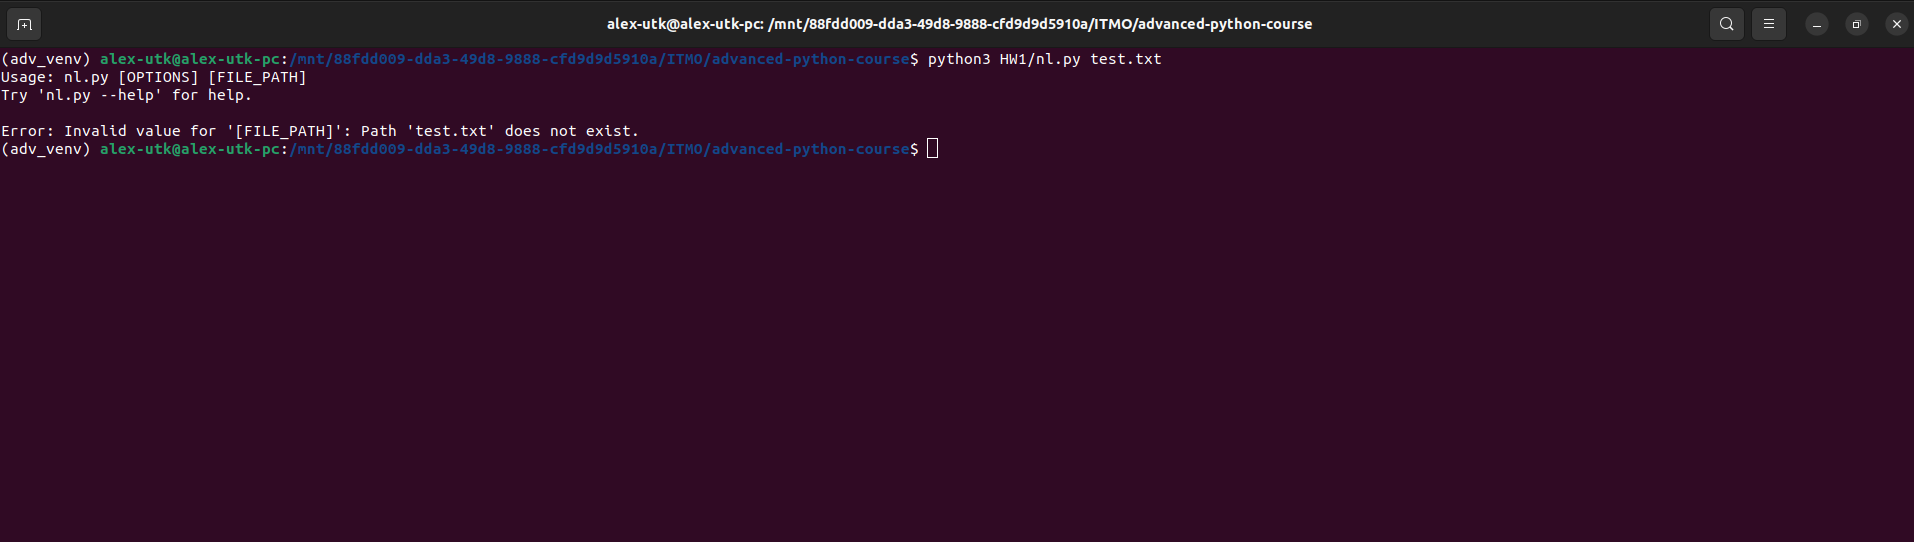 alex-utk@alex-utk-pc: /mnt/88fdd009-dda3-49d8-9888-cfd9d9d5910a/ITMO/advanced-python-course
(adv_venv) alex-utk@alex-utk-pc:/mnt/88fdd009-dda3-49d8-9888-cfd9d9d5910a/ITMO/advanced-python-course$ python3 HW1/nl.py test.txt
Usage: nl.py [OPTIONS] [FILE_PATH]
Try 'nl.py --help' for help.
Error: Invalid value for '[FILE_PATH]': Path 'test.txt' does not exist.
(adv_venv) alex-utk@alex-utk-pc:/mnt/88fdd009-dda3-49d8-9888-cfd9d9d5910a/ITMO/advanced-python-course$